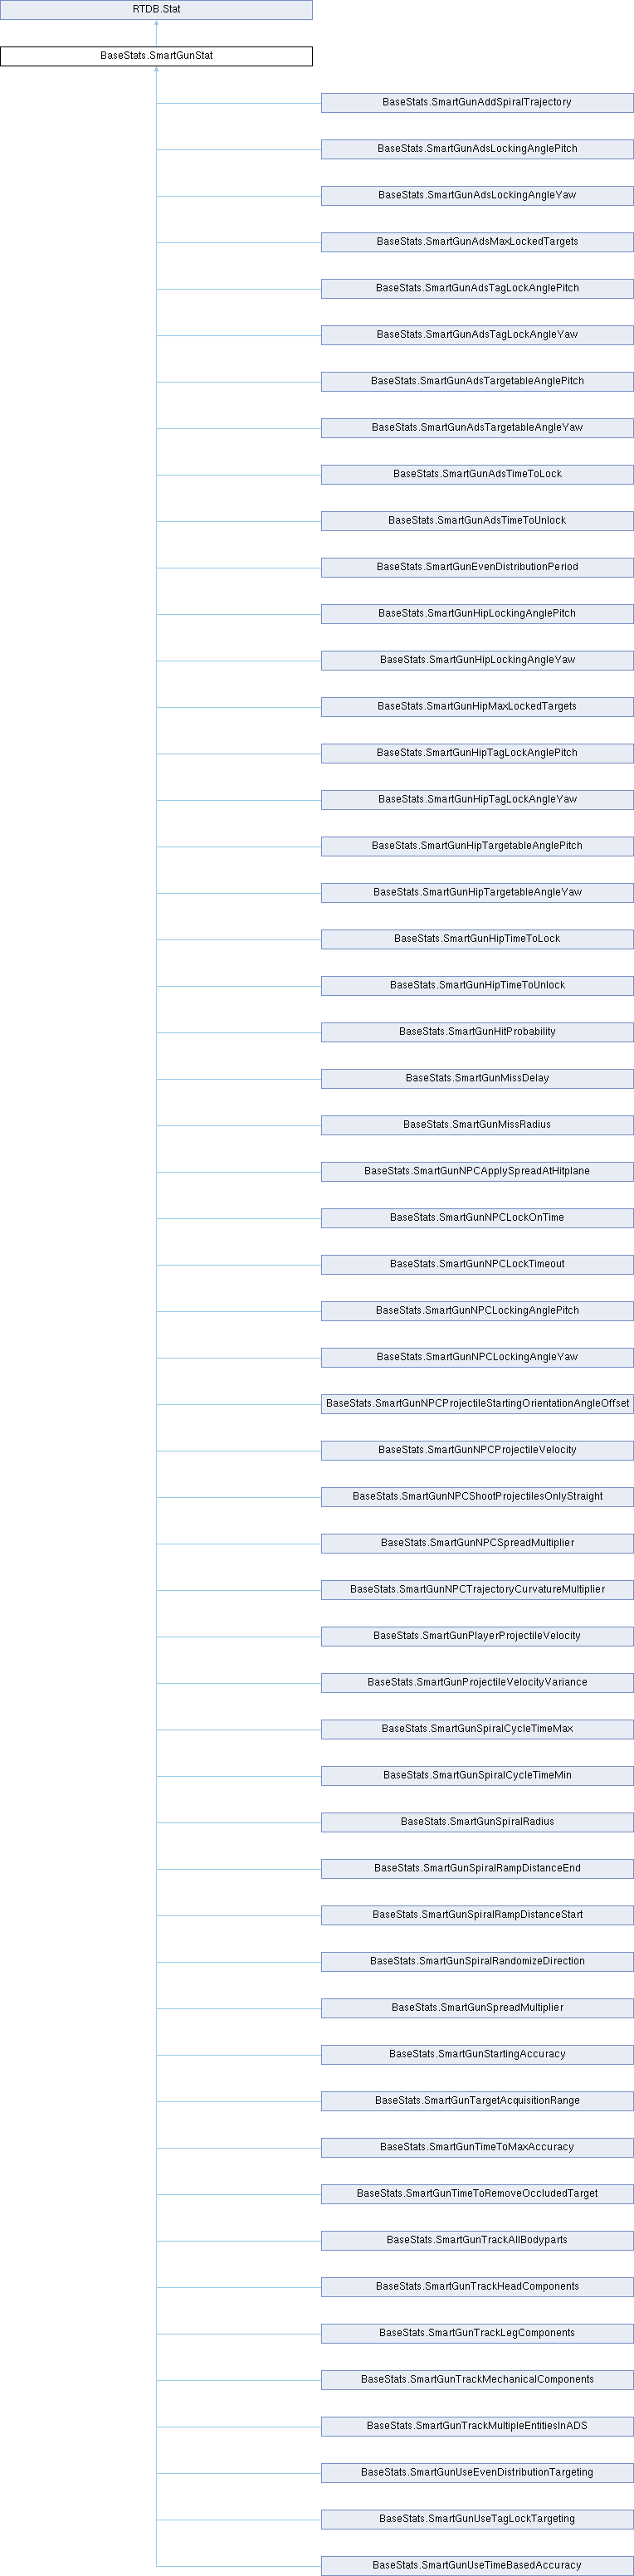 RTDB.Stat
BaseStats.SmartGunStat
BaseStats.SmartGunAddSpiralTrajectory
BaseStats.SmartGunAdsLockingAnglePitch
BaseStats.SmartGunAdsLockingAngleYaw
BaseStats.SmartGunAdsMaxLockedTargets
BaseStats.SmartGunAdsTagLockAnglePitch
BaseStats.SmartGunAdsTagLockAngleYaw
BaseStats.SmartGunAdsTargetableAnglePitch
BaseStats.SmartGunAdsTargetableAngleYaw
BaseStats.SmartGunAdsTimeToLock
BaseStats.SmartGunAdsTimeToUnlock
BaseStats.SmartGunEvenDistributionPeriod
BaseStats.SmartGunHipLockingAnglePitch
BaseStats.SmartGunHipLockingAngleYaw
BaseStats.SmartGunHipMaxLockedTargets
BaseStats.SmartGunHipTagLockAnglePitch
BaseStats.SmartGunHipTagLockAngleYaw
BaseStats.SmartGunHipTargetableAnglePitch
BaseStats.SmartGunHipTargetableAngleYaw
BaseStats.SmartGunHipTimeToLock
BaseStats.SmartGunHipTimeToUnlock
BaseStats.SmartGunHitProbability
BaseStats.SmartGunMissDelay
BaseStats.SmartGunMissRadius
BaseStats.SmartGunNPCApplySpreadAtHitplane
BaseStats.SmartGunNPCLockOnTime
BaseStats.SmartGunNPCLockTimeout
BaseStats.SmartGunNPCLockingAnglePitch
BaseStats.SmartGunNPCLockingAngleYaw
BaseStats.SmartGunNPCProjectileStartingOrientationAngleOffset
BaseStats.SmartGunNPCProjectileVelocity
BaseStats.SmartGunNPCShootProjectilesOnlyStraight
BaseStats.SmartGunNPCSpreadMultiplier
BaseStats.SmartGunNPCTrajectoryCurvatureMultiplier
BaseStats.SmartGunPlayerProjectileVelocity
BaseStats.SmartGunProjectileVelocityVariance
BaseStats.SmartGunSpiralCycleTimeMax
BaseStats.SmartGunSpiralCycleTimeMin
BaseStats.SmartGunSpiralRadius
BaseStats.SmartGunSpiralRampDistanceEnd
BaseStats.SmartGunSpiralRampDistanceStart
BaseStats.SmartGunSpiralRandomizeDirection
BaseStats.SmartGunSpreadMultiplier
BaseStats.SmartGunStartingAccuracy
BaseStats.SmartGunTargetAcquisitionRange
BaseStats.SmartGunTimeToMaxAccuracy
BaseStats.SmartGunTimeToRemoveOccludedTarget
BaseStats.SmartGunTrackAllBodyparts
BaseStats.SmartGunTrackHeadComponents
BaseStats.SmartGunTrackLegComponents
BaseStats.SmartGunTrackMechanicalComponents
BaseStats.SmartGunTrackMultipleEntitiesInADS
BaseStats.SmartGunUseEvenDistributionTargeting
BaseStats.SmartGunUseTagLockTargeting
BaseStats.SmartGunUseTimeBasedAccuracy